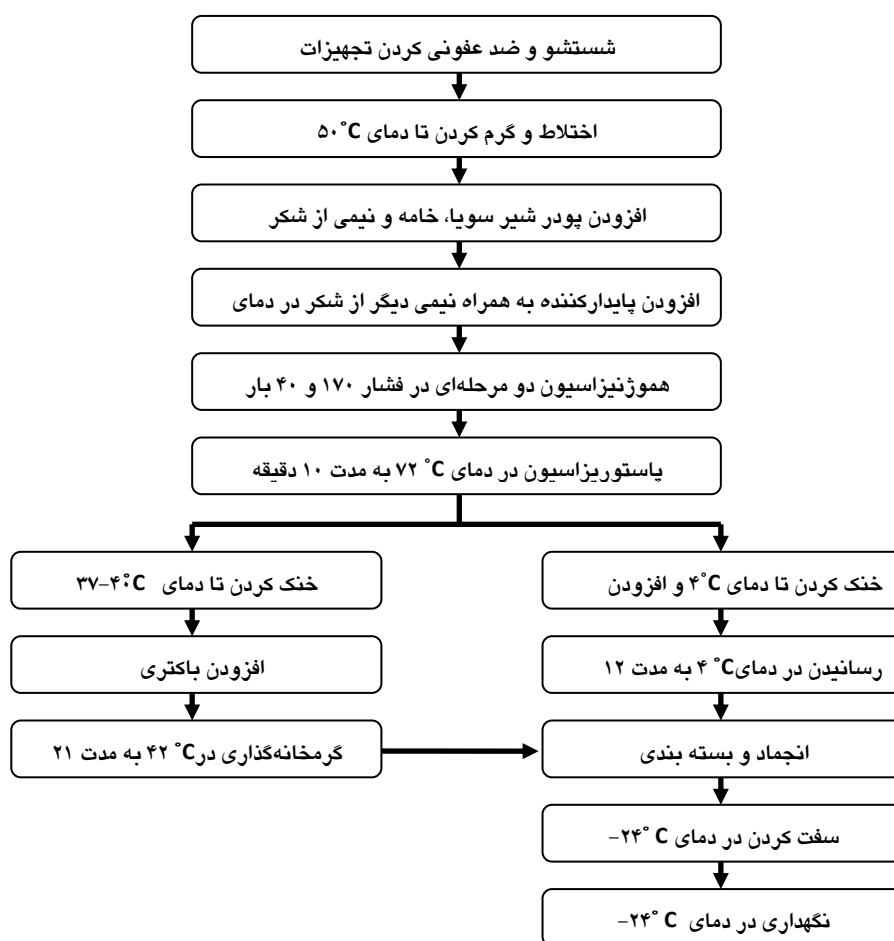 شستشو و ضد عفونی کردن تجهیزات
اختلاط و گرم کردن تا دمای ۵۰˚C
افزودن پودر شیر سویا، خامه و نیمی از شکر
افزودن پایدارکننده به همراه نیمی دیگر از شکر در دمای
هموژنیزاسیون دو مرحله‌ای در فشار ۱۷۰ و ۴۰ بار
پاستوریزاسیون در دمای ۷۲ ˚C به مدت ۱۰ دقیقه
خنک کردن تا دمای ۴˚C و افزودن
رسانیدن در دمای ۴ ˚C به مدت ۱۲
خنک کردن تا دمای ۳۷-۴۰˚C
افزودن باکتری
گرمخانه‌گذاری در ۴۲ ˚C به مدت ۲۱
انجماد و بسته بندی
سفت کردن در دمای ۲۴˚ C-
نگهداری در دمای ۲۴˚ C-